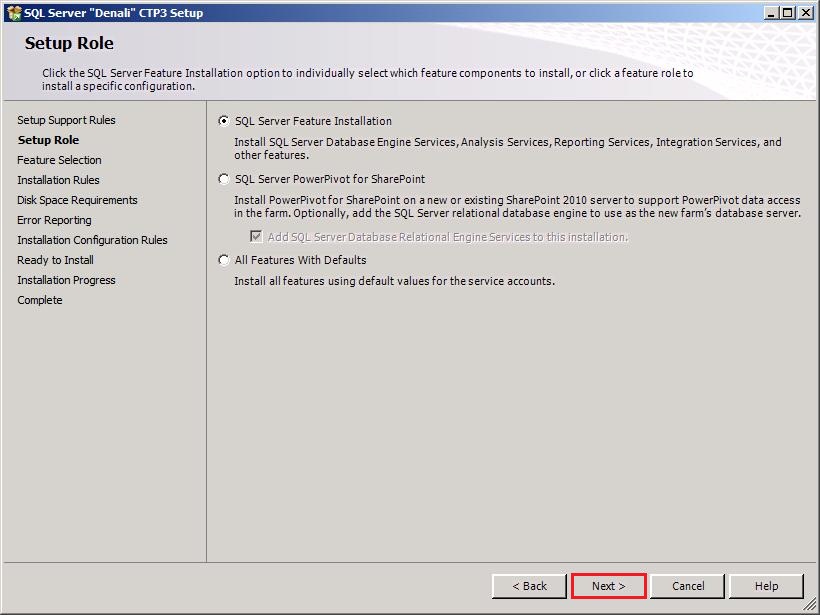 SQL Server "Denali" CTP3 Setup
Setup Role
Click the SQL Server Feature Installation option to individually select which feature components to install, or click a feature role to
install a specific configuration.
Setup Support Rules
Setup Role
Feature Selection
Installation Rules
Disk Space Requirements
Error Reporting
Installation Configuration Rules
Ready to Install
Installation Progress
Complete
SQL Server Feature Installation
Install SQL Server Database Engine Services, Analysis Services, Reporting Services, Integration Services, and
other features.
SQL Server PowerPivot for SharePoint
Install PowerPivot for SharePoint on a new or existing SharePoint 2010 server to support PowerPivot data access
in the farm. Optionally, add the SQL Server relational database engine to use as the new farm's database server.
Add SQL Server Database Relational Engine Services to this installation.
All Features With Defaults
Install all features using default values for the service accounts.
< Back
Next >
Cancel
Help